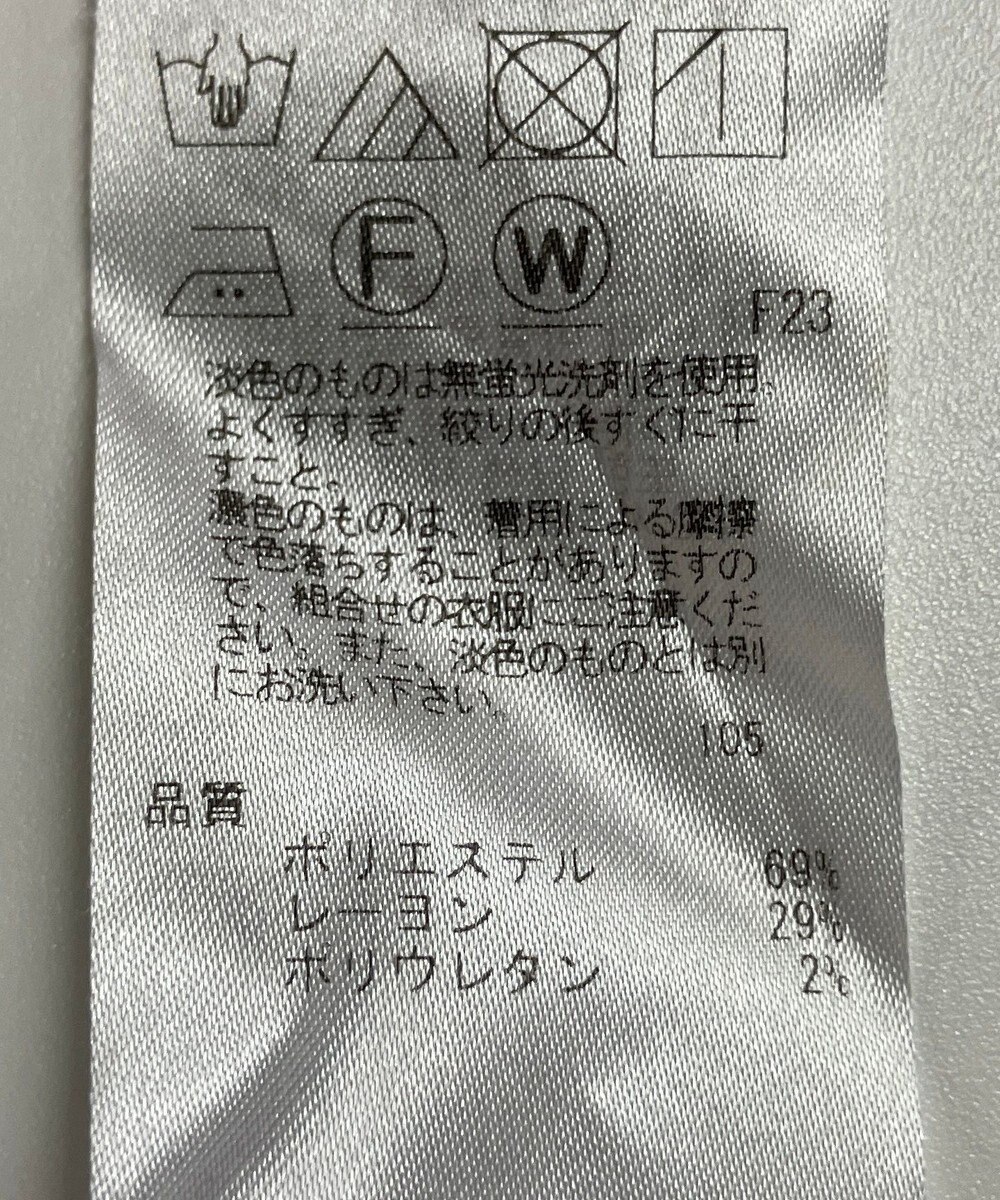 F W
F23
淡色のものは無蛍光洗剤を使用、
よくすすぎ、絞りの後すぐに干
すこと。
濃色のものは、着用による摩擦
で色落ちすることがありますの
で、組合せの衣服にご注意くだ
さい。また、淡色のものとは別
にお洗い下さい。
105
品質
ポリエステル 69%
レーヨン 29%
ポリウレタン 2%